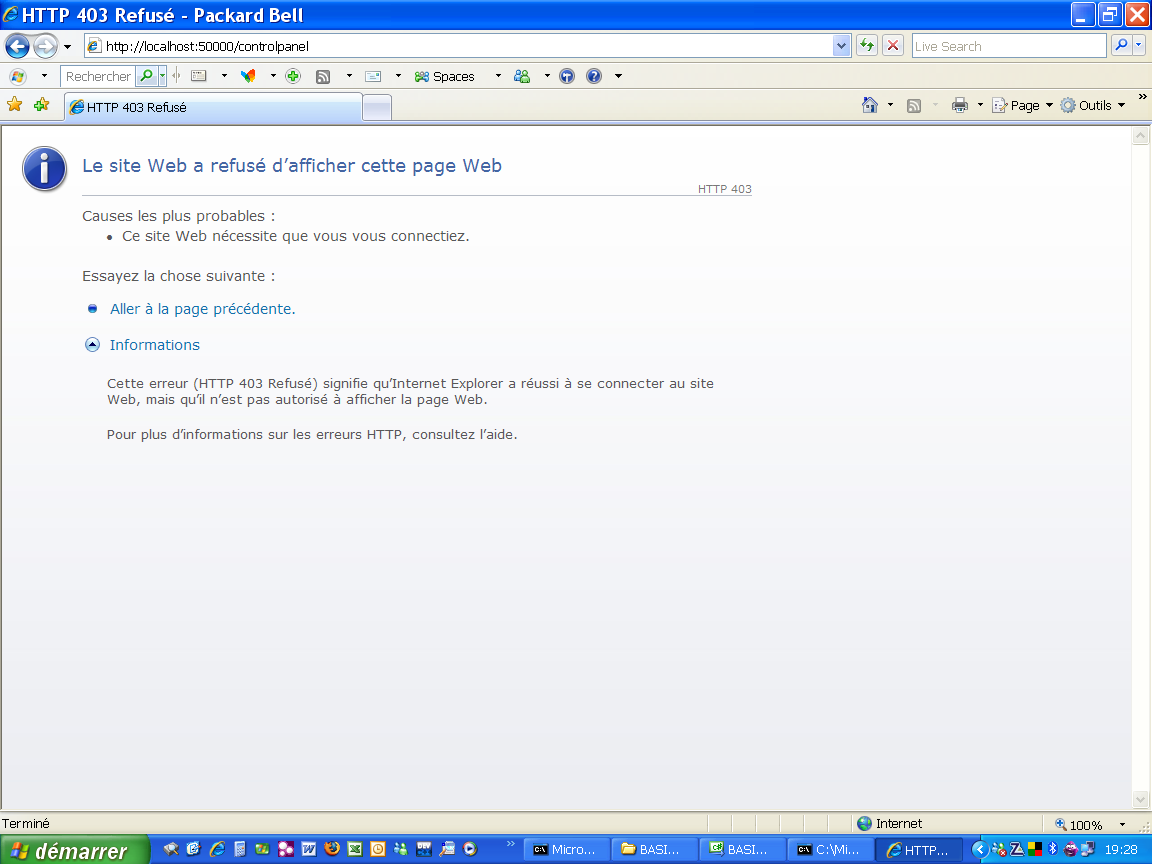 HTTP 403 Refusé - Packard Bell
http://localhost:50000/controlpanel
Live Search
Rechercher
Spaces
HTTP 403 Refusé
Page
Outils
Le site Web a refusé d’afficher cette page Web
HTTP 403
Causes les plus probables :
• Ce site Web nécessite que vous vous connectiez.
Essayez la chose suivante :
Aller à la page précédente.
Informations
Cette erreur (HTTP 403 Refusé) signifie qu’Internet Explorer a réussi à se connecter au site
Web, mais qu’il n’est pas autorisé à afficher la page Web.
Pour plus d’informations sur les erreurs HTTP, consultez l’aide.
Terminé
Internet
100%
démarrer
Micro...
BASI...
BASI...
C:\Mi...
HTTP...
19:28